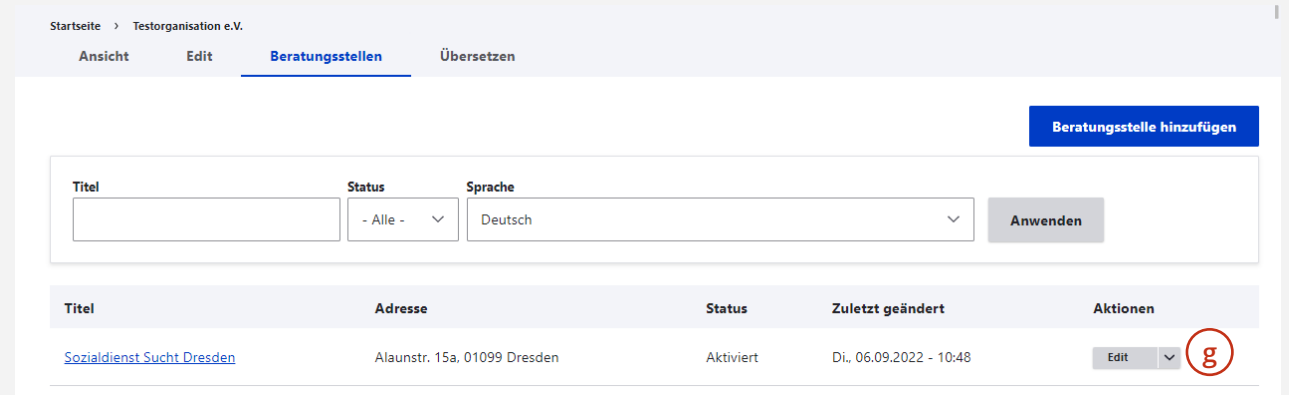 Startseite > Testorganisation e.V.
Ansicht Edit Beratungsstellen Übersetzen
Beratungsstelle hinzufügen
Titel Status Sprache
- Alle - Deutsch Anwenden
Titel Adresse Status Zuletzt geändert Aktionen
Sozialdienst Sucht Dresden Alaunstr. 15a, 01099 Dresden Aktiviert Di., 06.09.2022 - 10:48 Edit g